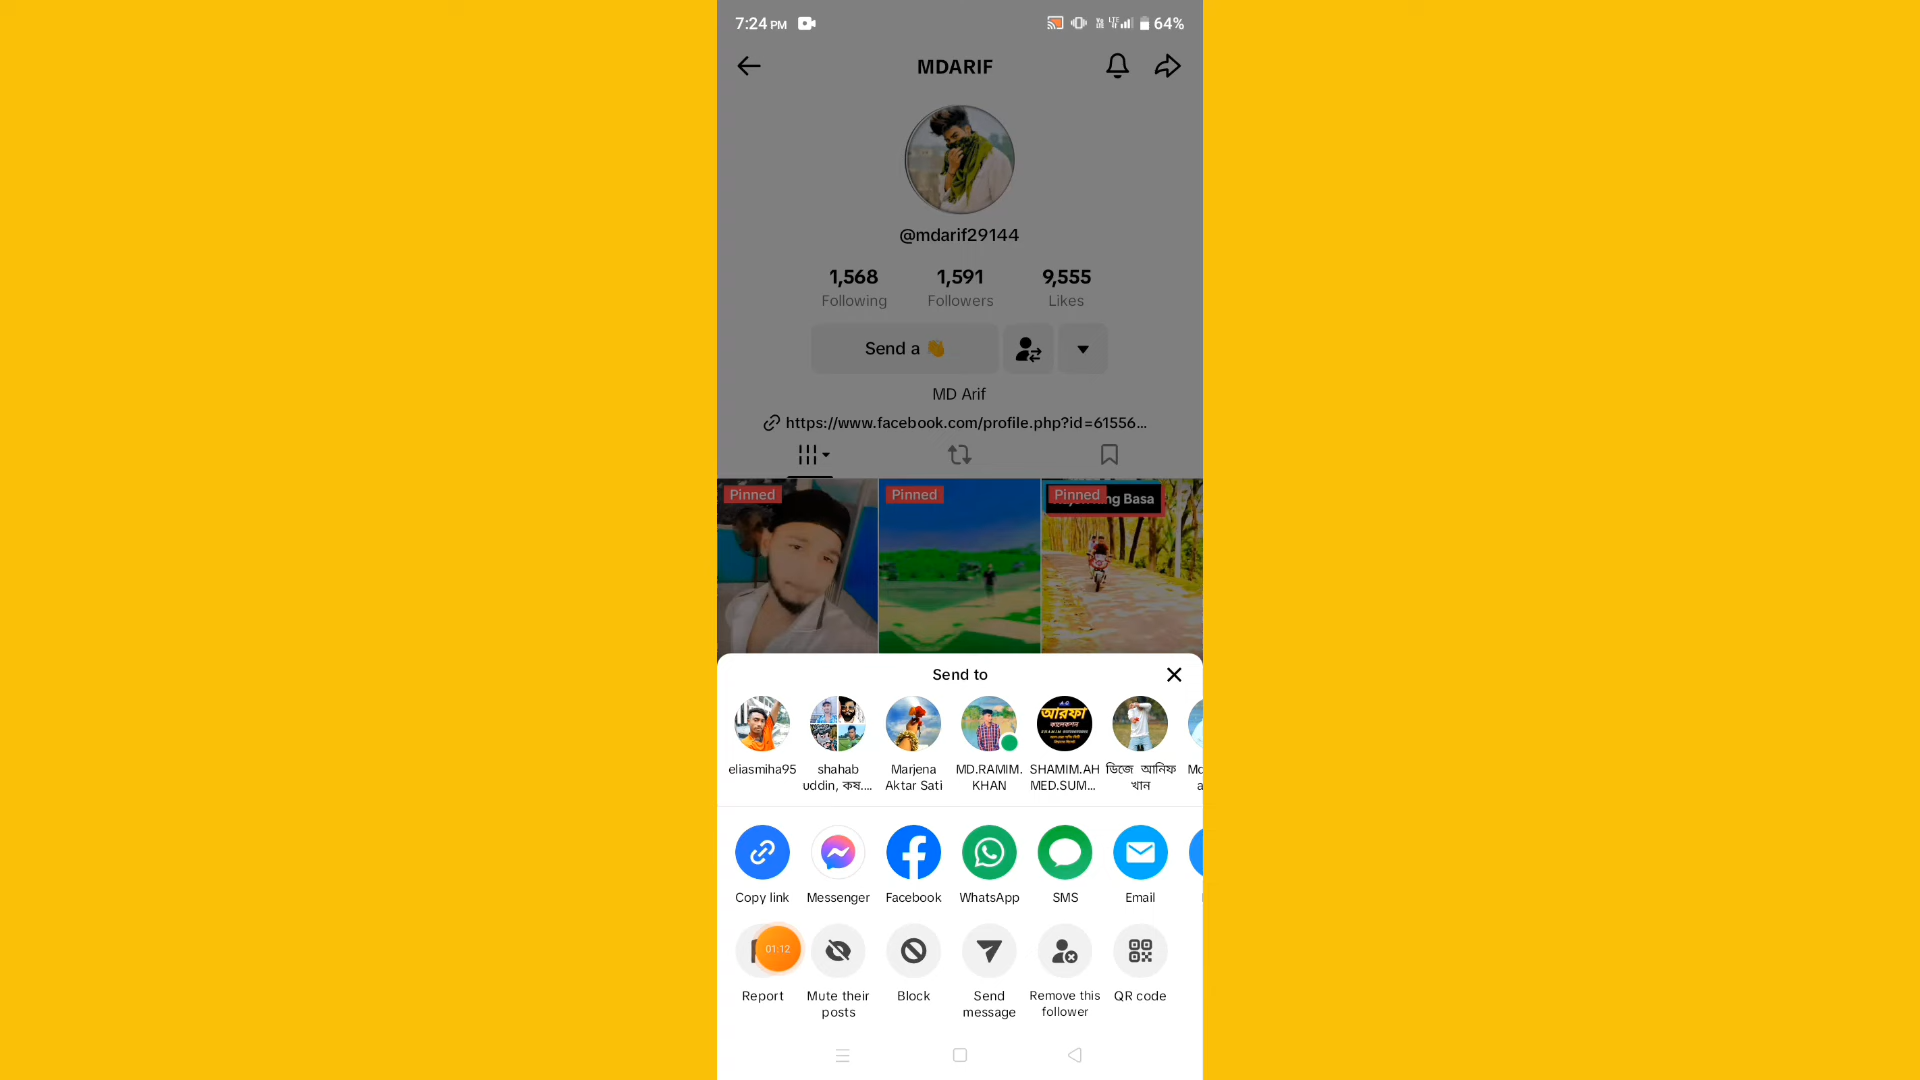 7:24 PM
64%
MDARIF
@mdarif29144
1,568
1,591
9,555
Following
Followers
Likes
Send a 👋
MD Arif
https://www.facebook.com/profile.php?id=61556...
Pinned
Pinned
Pinned
ng Basa
Send to
eliasmiha95
shahab uddin, কষ....
Marjena Aktar Sati
MD.RAMIM. KHAN
SHAMIM.AH MED.SUM...
ডিজে আনিফ খান
আরফা
Copy link
Messenger
Facebook
WhatsApp
SMS
Email
01:12
Report
Mute their posts
Block
Send message
Remove this follower
QR code